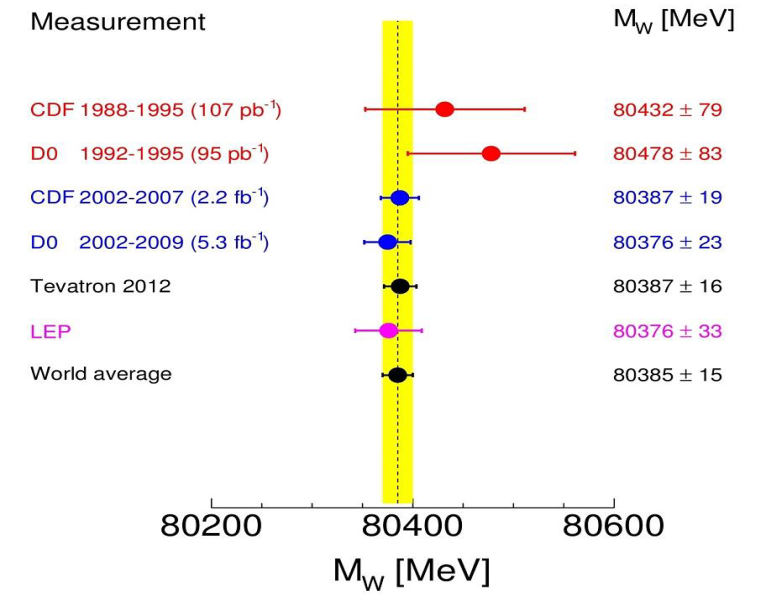 Measurement M_W [MeV]
CDF 1988-1995 (107 pb⁻¹) 80432 ± 79
D0 1992-1995 (95 pb⁻¹) 80478 ± 83
CDF 2002-2007 (2.2 fb⁻¹) 80387 ± 19
D0 2002-2009 (5.3 fb⁻¹) 80376 ± 23
Tevatron 2012 80387 ± 16
LEP 80376 ± 33
World average 80385 ± 15
80200 80400 80600
M_W [MeV]